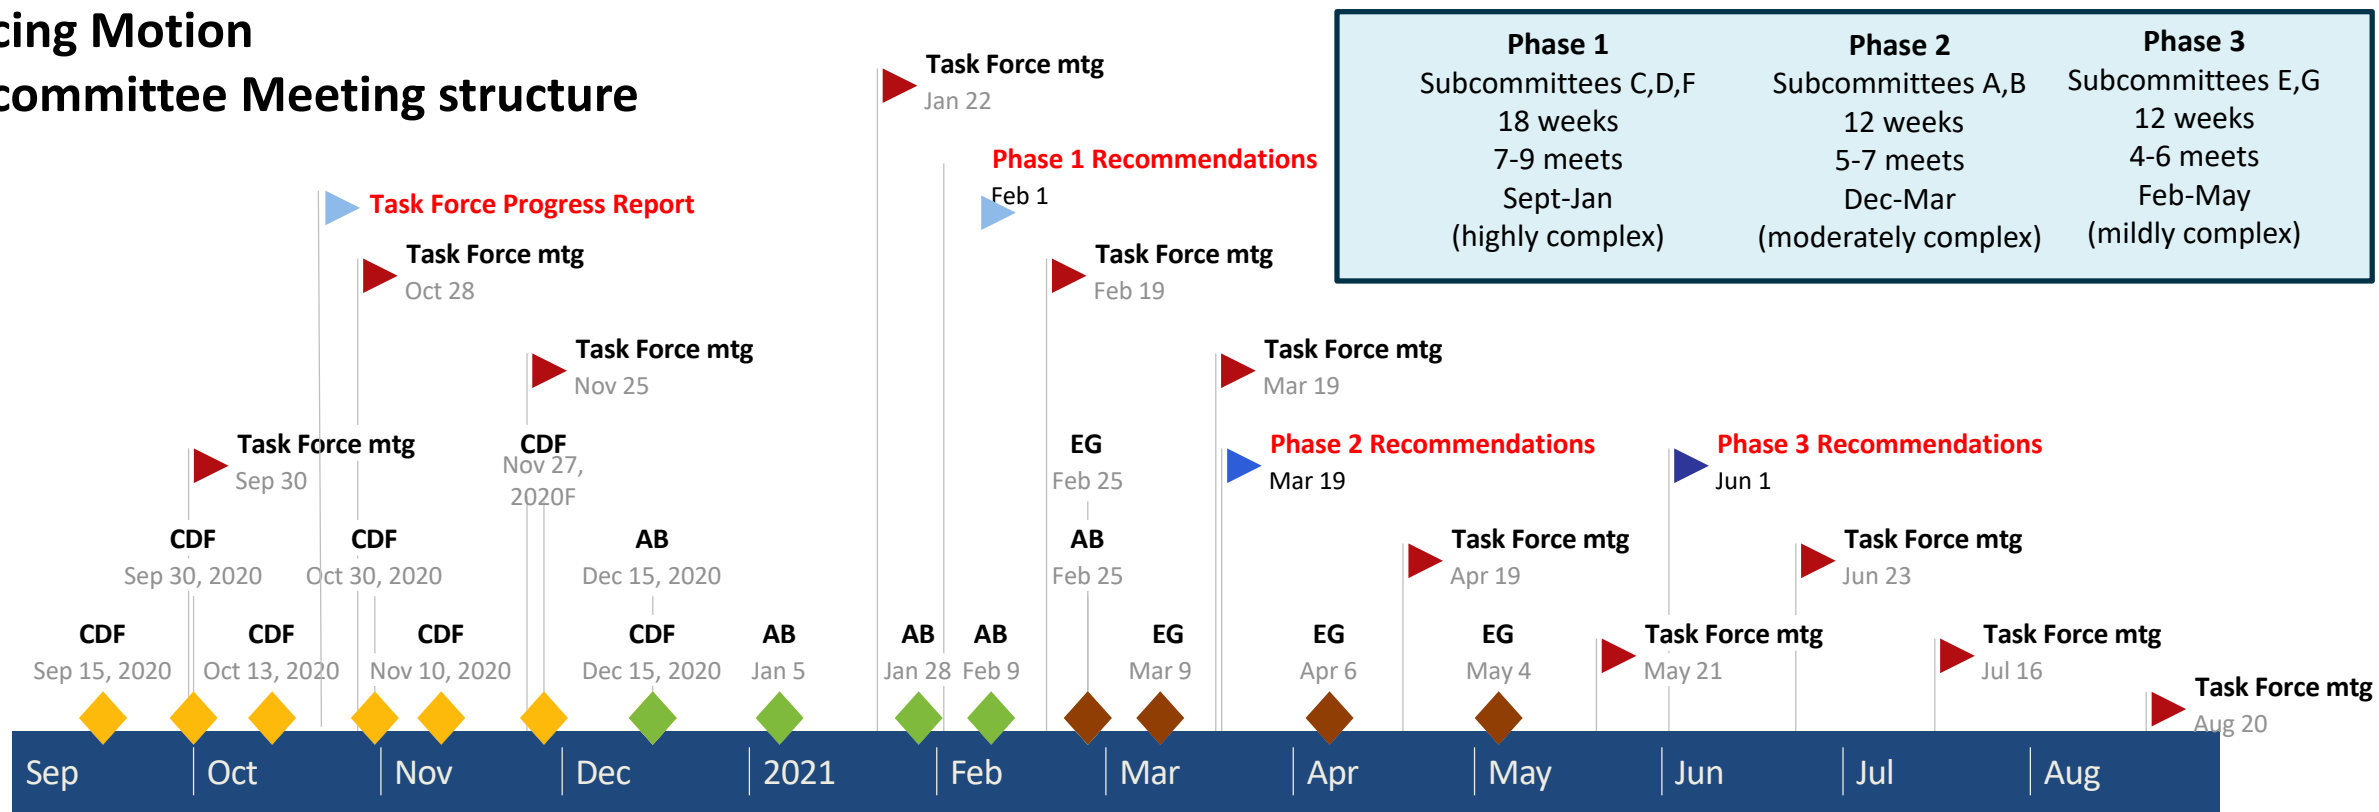 cing Motion
committee Meeting structure
Phase 1
Subcommittees C,D,F
18 weeks
7-9 meets
Sept-Jan
(highly complex)
Phase 2
Subcommittees A,B
12 weeks
5-7 meets
Dec-Mar
(moderately complex)
Phase 3
Subcommittees E,G
12 weeks
4-6 meets
Feb-May
(mildly complex)
Task Force mtg
Jan 22
Phase 1 Recommendations
Feb 1
Task Force Progress Report
Task Force mtg
Oct 28
Task Force mtg
Feb 19
Task Force mtg
Nov 25
Task Force mtg
Mar 19
Task Force mtg
Sep 30
CDF
Nov 27,
2020F
EG
Feb 25
Phase 2 Recommendations
Mar 19
Phase 3 Recommendations
Jun 1
CDF
Sep 30, 2020
CDF
Oct 30, 2020
AB
Dec 15, 2020
AB
Feb 25
Task Force mtg
Apr 19
Task Force mtg
Jun 23
CDF
Sep 15, 2020
CDF
Oct 13, 2020
CDF
Nov 10, 2020
CDF
Dec 15, 2020
AB
Jan 5
AB
Jan 28
AB
Feb 9
EG
Mar 9
EG
Apr 6
EG
May 4
Task Force mtg
May 21
Task Force mtg
Jul 16
Task Force mtg
Aug 20
Sep
Oct
Nov
Dec
2021
Feb
Mar
Apr
May
Jun
Jul
Aug